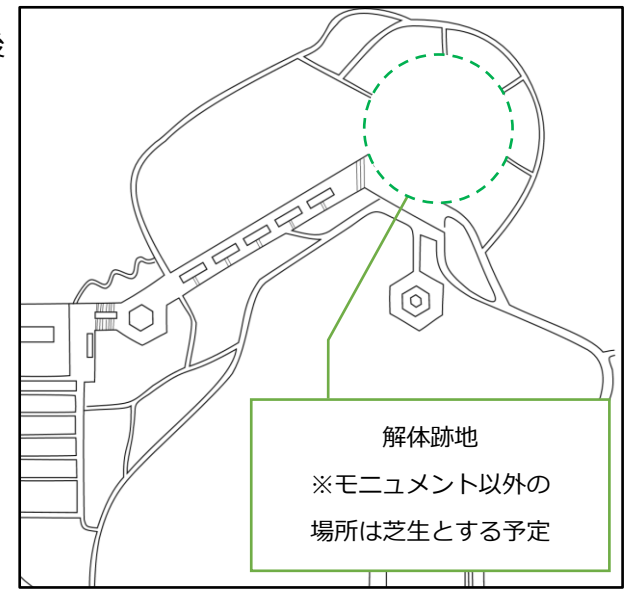 後
解体跡地
※モニュメント以外の
場所は芝生とする予定